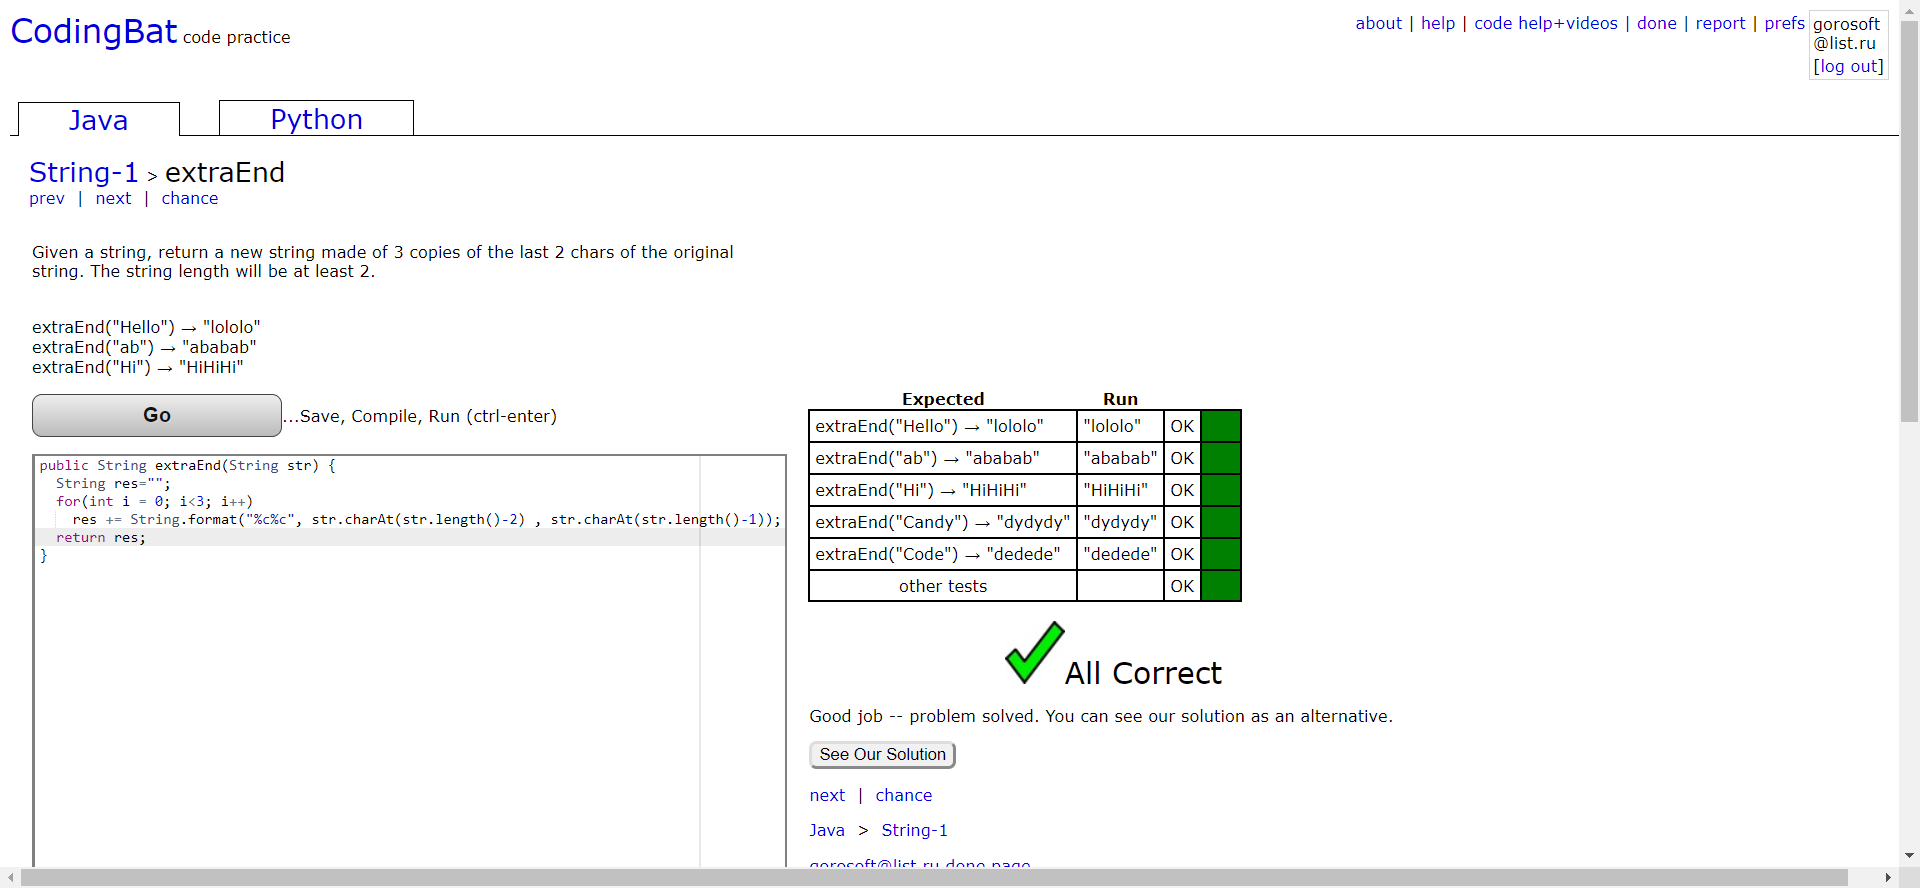 CodingBat code practice
about | help | code help+videos | done | report | prefs
gorosoft
@list.ru
[log out]
Java
Python
String-1 > extraEnd
prev | next | chance
Given a string, return a new string made of 3 copies of the last 2 chars of the original
string. The string length will be at least 2.
extraEnd("Hello") → "lololo"
extraEnd("ab") → "ababab"
extraEnd("Hi") → "HiHiHi"
Go ...Save, Compile, Run (ctrl-enter)
public String extraEnd(String str) {
  String res="";
  for(int i = 0; i<3; i++)
    res += String.format("%c%c", str.charAt(str.length()-2) , str.charAt(str.length()-1));
  return res;
}
Expected Run
extraEnd("Hello") → "lololo" "lololo" OK
extraEnd("ab") → "ababab" "ababab" OK
extraEnd("Hi") → "HiHiHi" "HiHiHi" OK
extraEnd("Candy") → "dydydy" "dydydy" OK
extraEnd("Code") → "dedede" "dedede" OK
other tests OK
All Correct
Good job -- problem solved. You can see our solution as an alternative.
See Our Solution
next | chance
Java > String-1
gorosoft@list.ru done page